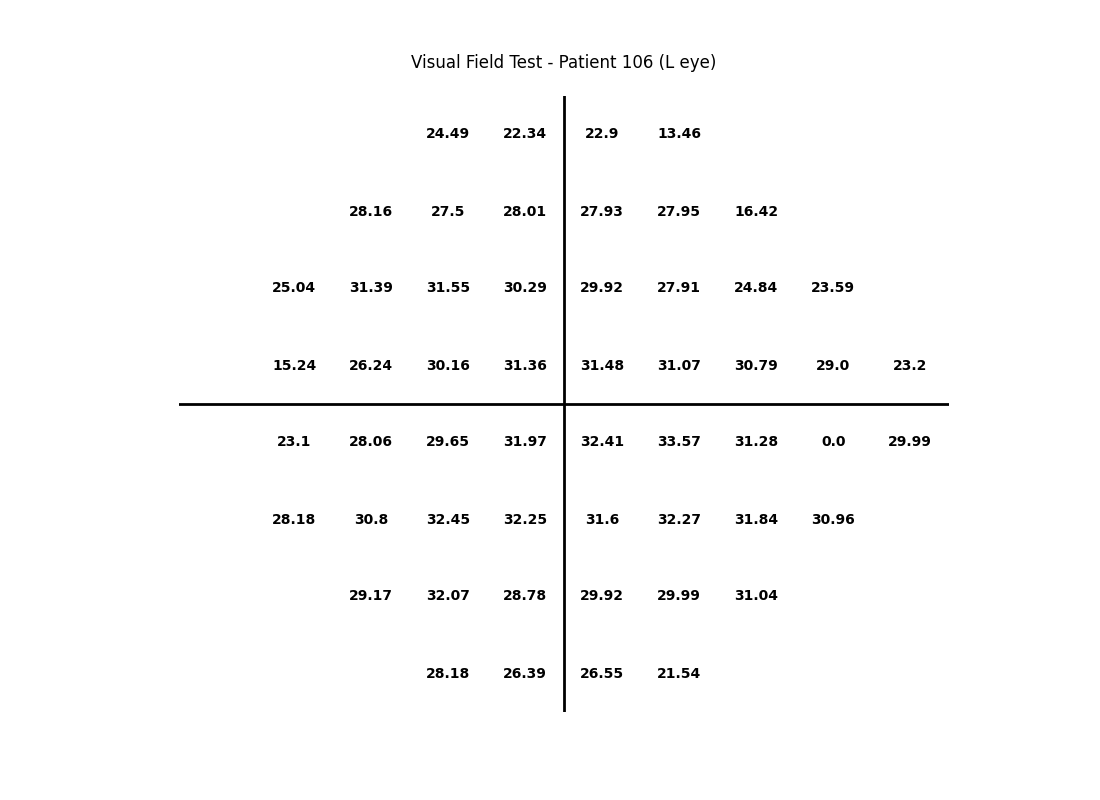 Visual Field Test - Patient 106 (L eye)
24.49 22.34 22.9 13.46
28.16 27.5 28.01 27.93 27.95 16.42
25.04 31.39 31.55 30.29 29.92 27.91 24.84 23.59
15.24 26.24 30.16 31.36 31.48 31.07 30.79 29.0 23.2
23.1 28.06 29.65 31.97 32.41 33.57 31.28 0.0 29.99
28.18 30.8 32.45 32.25 31.6 32.27 31.84 30.96
29.17 32.07 28.78 29.92 29.99 31.04
28.18 26.39 26.55 21.54